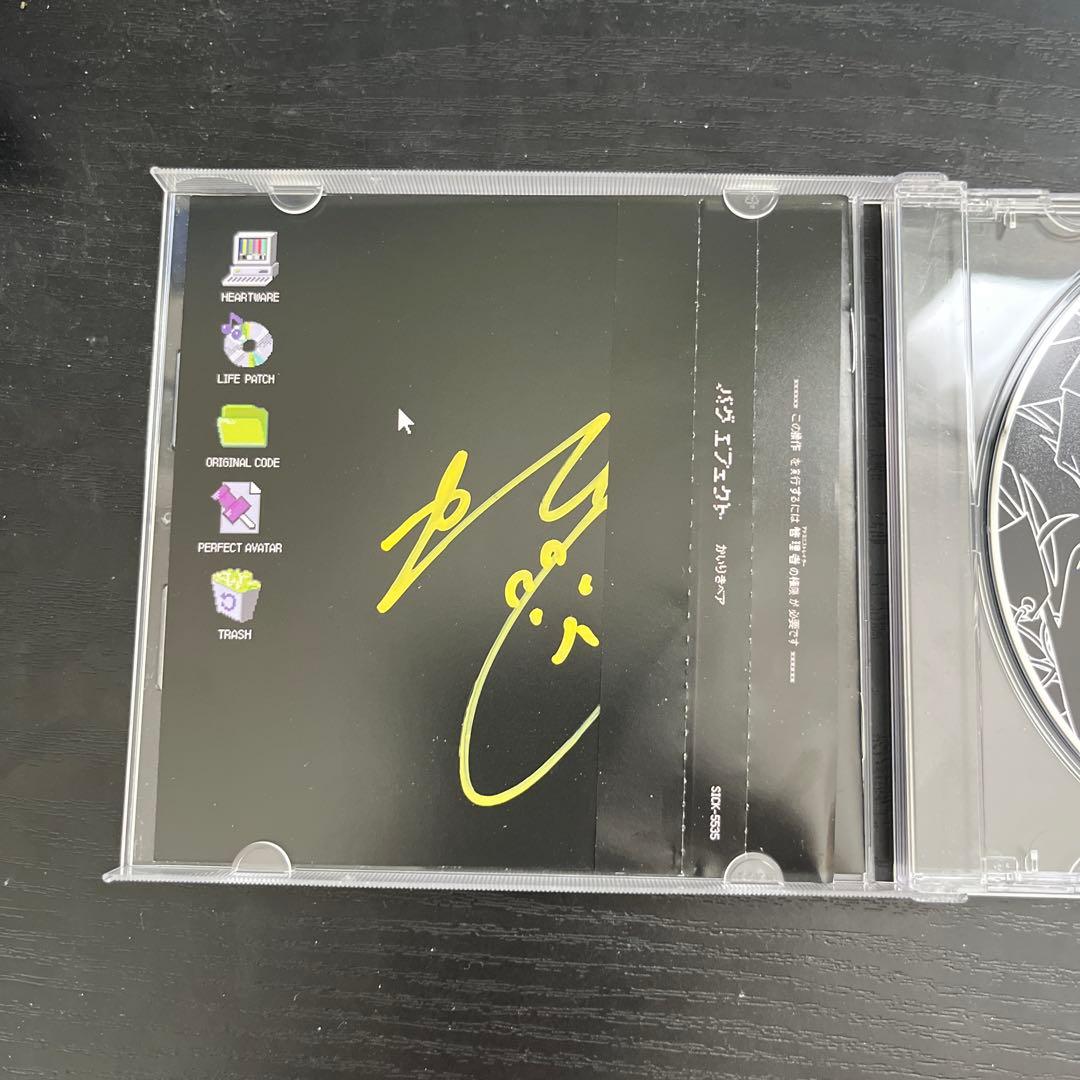 HEARTWARE
LIFE PATCH
ORIGINAL CODE
PERFECT AVATAR
TRASH
バグエフェクト
かいりきベア
SICK-5535
この操作 を実行するには 管理者の権限 が 必要です